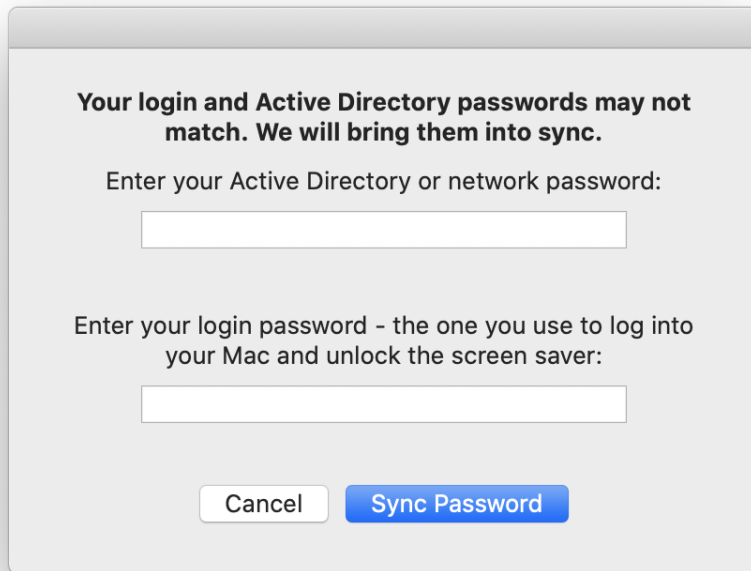 Your login and Active Directory passwords may not
match. We will bring them into sync.
Enter your Active Directory or network password:
Enter your login password - the one you use to log into
your Mac and unlock the screen saver:
Cancel
Sync Password